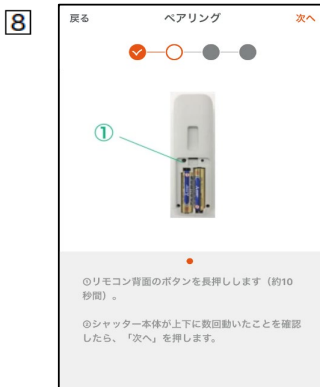 8
戻る ペアリング 次へ
①
①リモコン背面のボタンを長押しします（約10
秒間）。
②シャッター本体が上下に数回動いたことを確認
したら、「次へ」を押します。